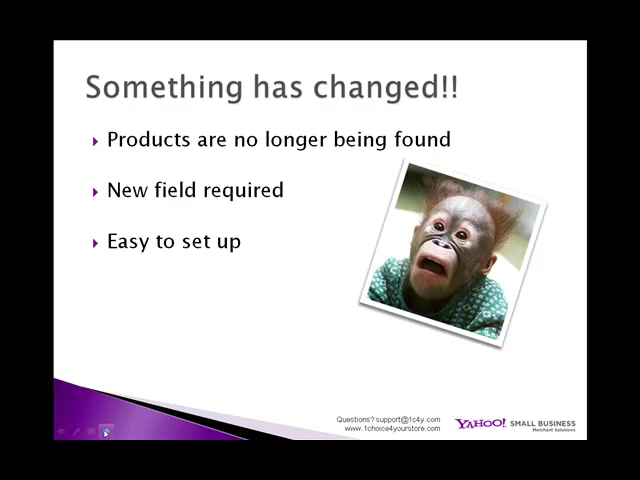 Something has changed!!
Products are no longer being found
New field required
Easy to set up
Questions? support@1c4y.com
www.1choice4yourstore.com
YAHOO! SMALL BUSINESS
Merchant Solutions